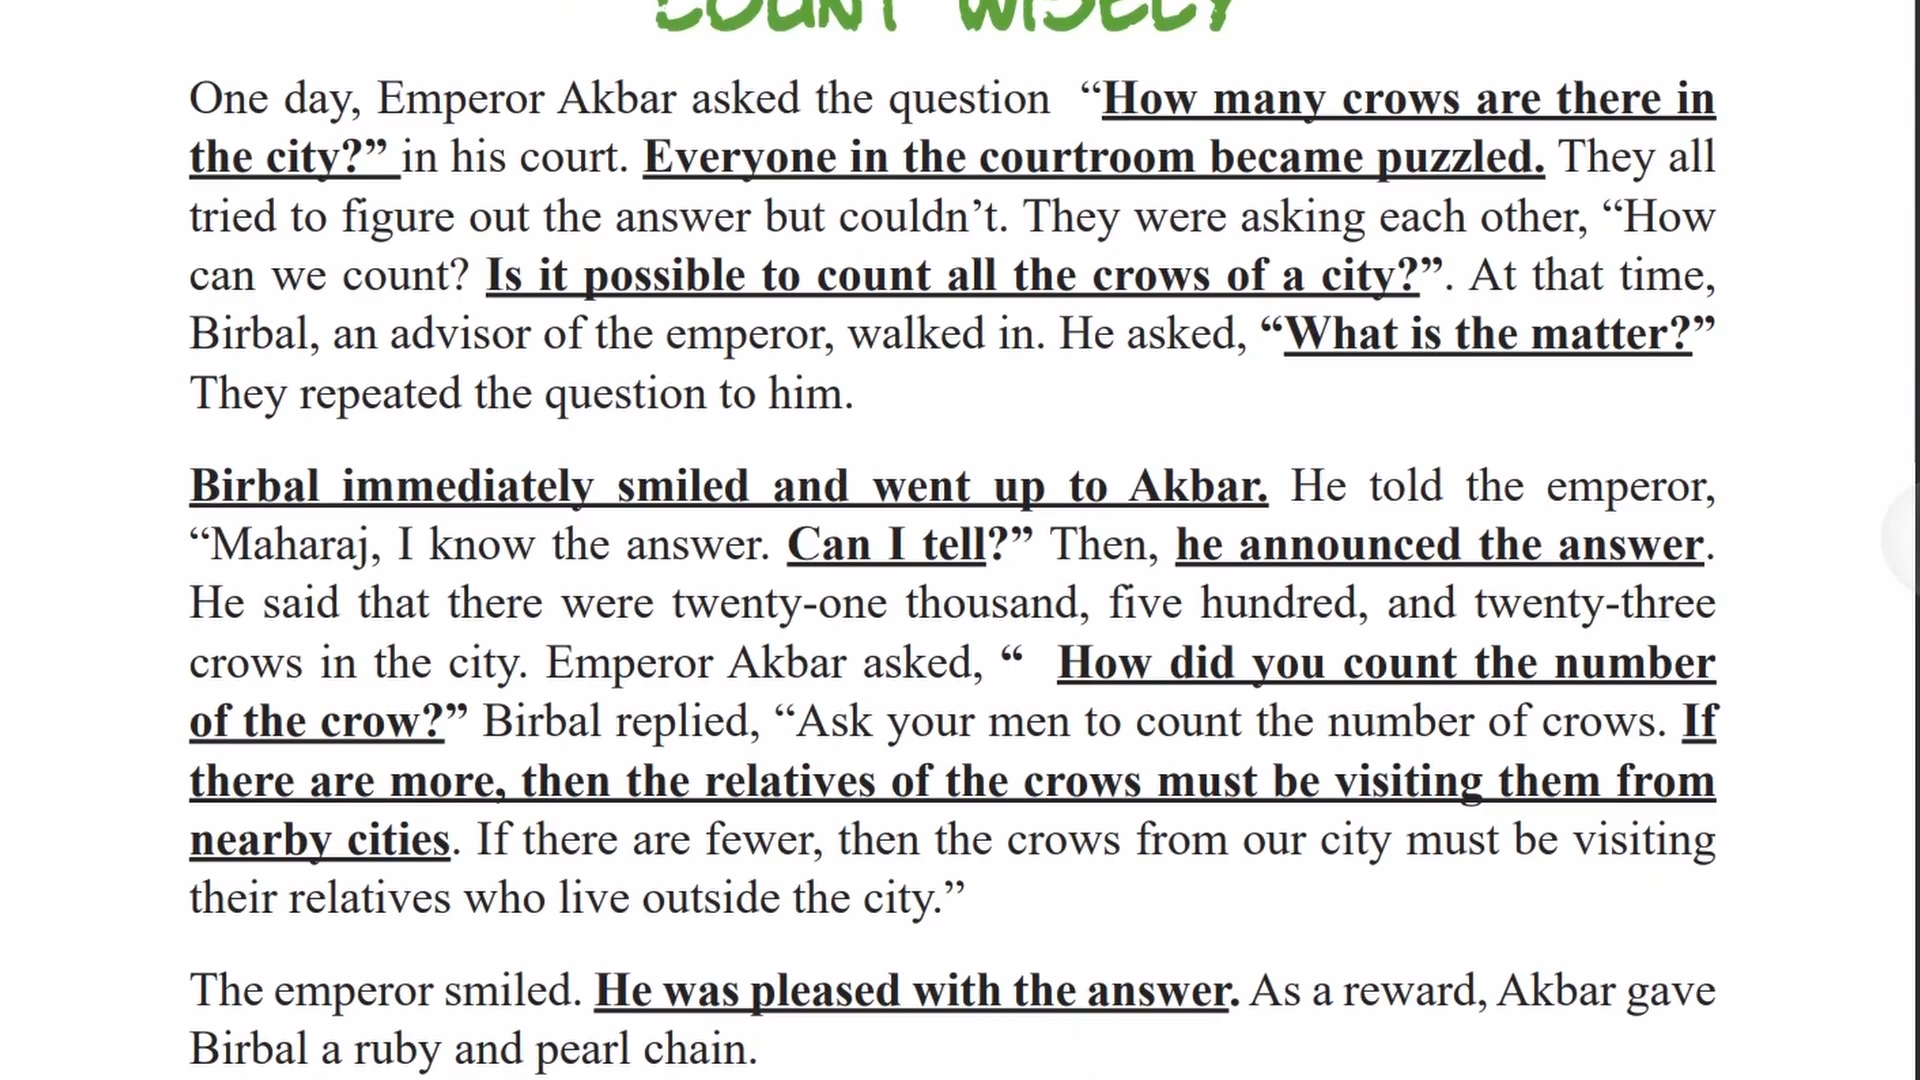 COUNT WISELY
One day, Emperor Akbar asked the question “How many crows are there in
the city?” in his court. Everyone in the courtroom became puzzled. They all
tried to figure out the answer but couldn’t. They were asking each other, “How
can we count? Is it possible to count all the crows of a city?”. At that time,
Birbal, an advisor of the emperor, walked in. He asked, “What is the matter?”
They repeated the question to him.
Birbal immediately smiled and went up to Akbar. He told the emperor,
“Maharaj, I know the answer. Can I tell?” Then, he announced the answer.
He said that there were twenty-one thousand, five hundred, and twenty-three
crows in the city. Emperor Akbar asked, “ How did you count the number
of the crow?” Birbal replied, “Ask your men to count the number of crows. If
there are more, then the relatives of the crows must be visiting them from
nearby cities. If there are fewer, then the crows from our city must be visiting
their relatives who live outside the city.”
The emperor smiled. He was pleased with the answer. As a reward, Akbar gave
Birbal a ruby and pearl chain.